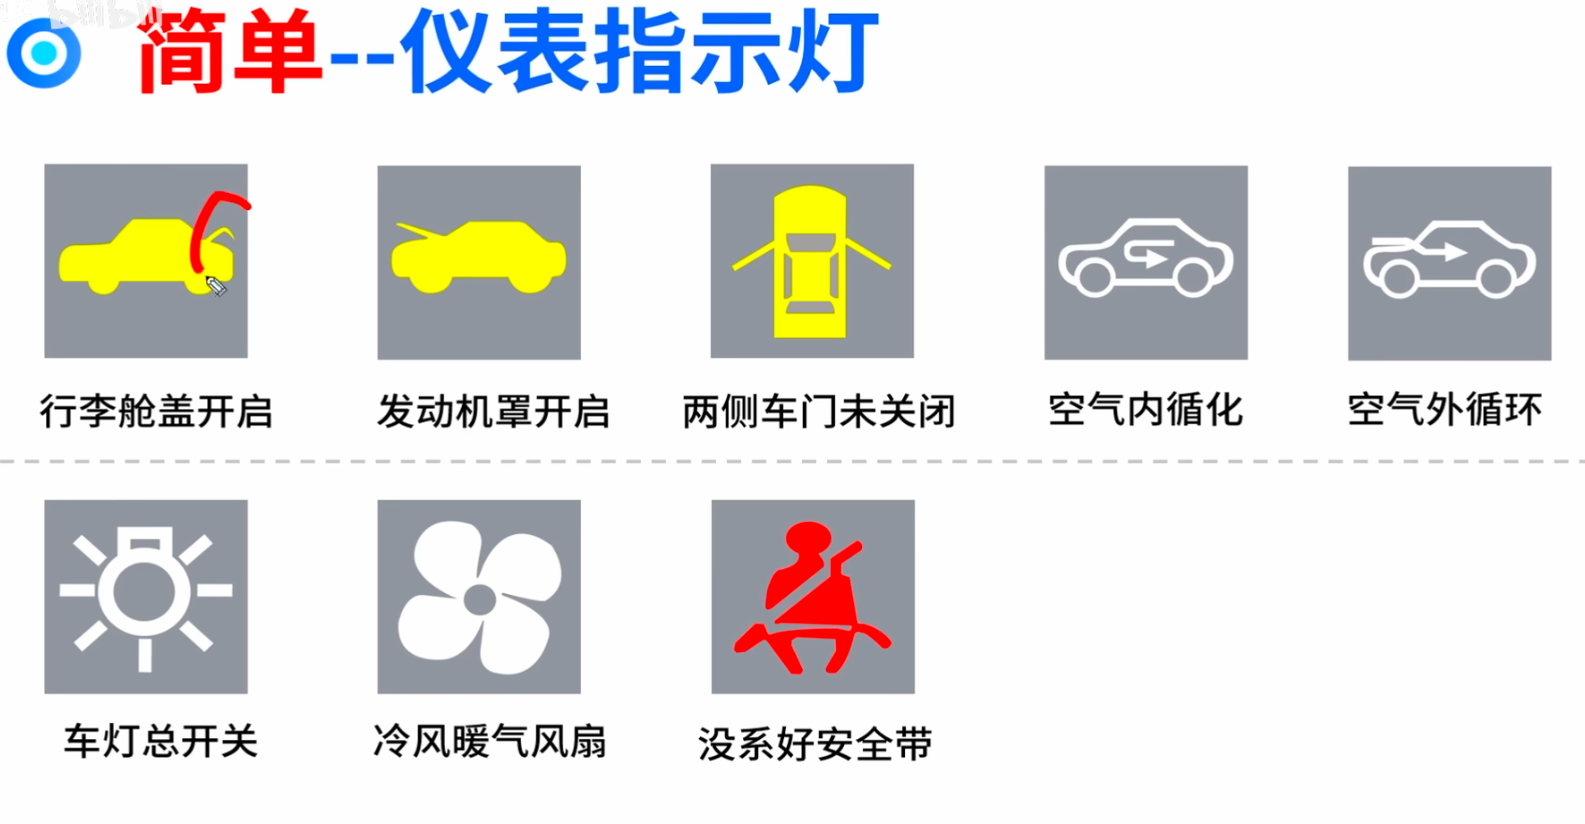 bilibili
简单--仪表指示灯
行李舱盖开启 发动机罩开启 两侧车门未关闭 空气内循化 空气外循环
车灯总开关 冷风暖气风扇 没系好安全带